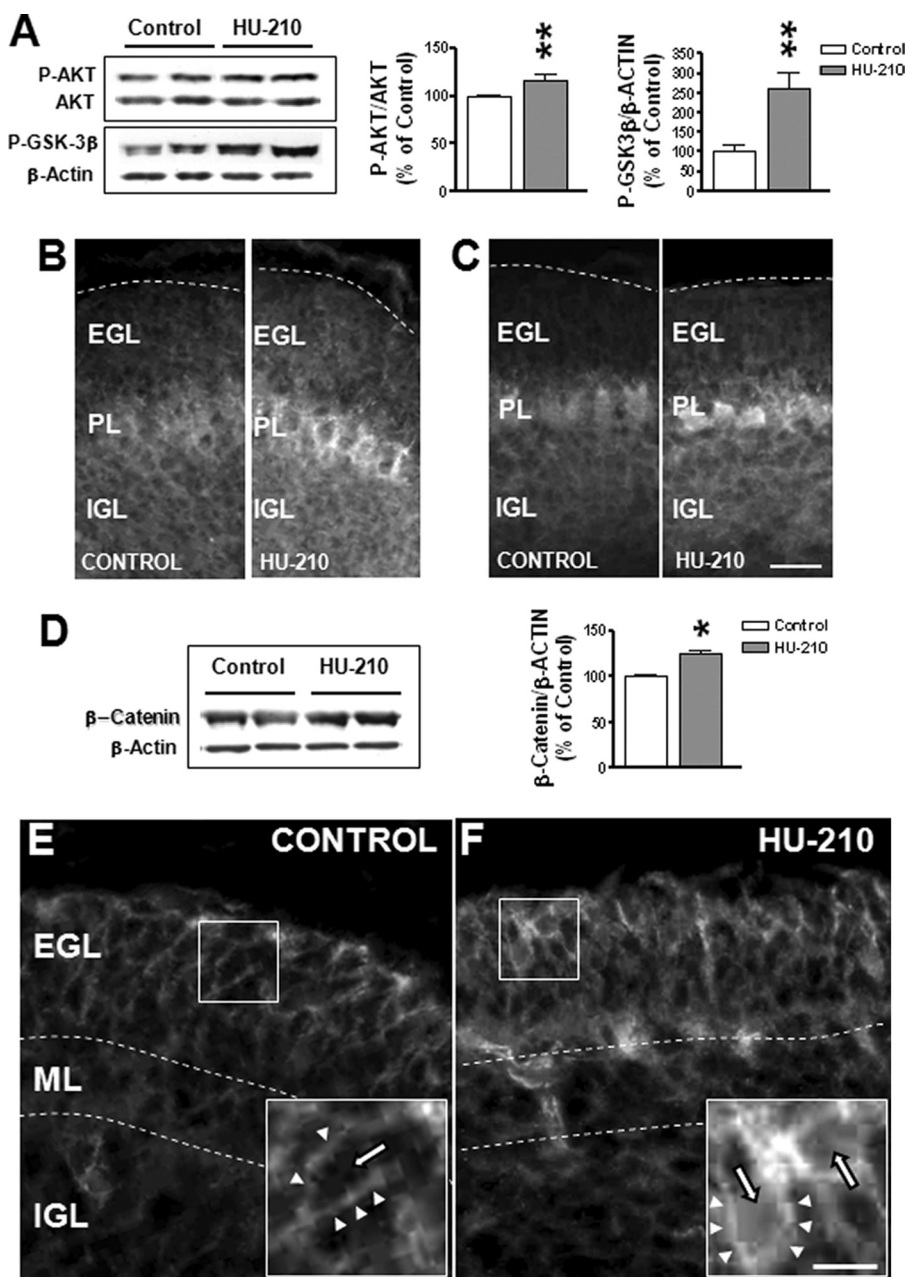 A
Control HU-210
P-AKT
AKT
P-GSK-3β
β-Actin
P-AKT/AKT
(% of Control)
150
100
50
0
**
P-GSK3β/β-ACTIN
(% of Control)
350
300
250
200
150
100
50
0
**
Control
HU-210
B
EGL
PL
IGL
CONTROL
EGL
PL
IGL
HU-210
C
EGL
PL
IGL
CONTROL
EGL
PL
IGL
HU-210
D
Control HU-210
β-Catenin
β-Actin
β-Catenin/β-ACTIN
(% of Control)
150
100
50
0
*
Control
HU-210
E CONTROL
EGL
ML
IGL
F HU-210